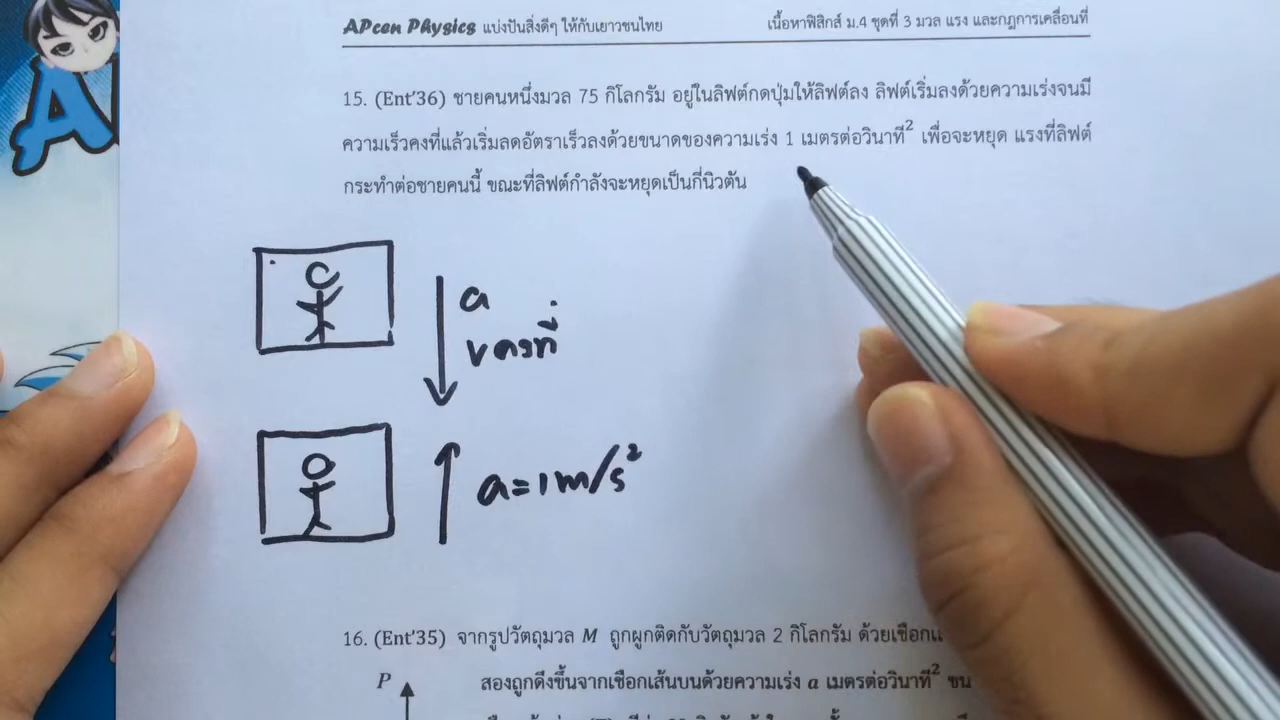 APcen Physics แบ่งปันสิ่งดีๆ ให้กับเยาวชนไทย เนื้อหาฟิสิกส์ ม.4 ชุดที่ 3 มวล แรง และกฎการเคลื่อนที่
15. (Ent'36) ชายคนหนึ่งมวล 75 กิโลกรัม อยู่ในลิฟต์กดปุ่มให้ลิฟต์ลง ลิฟต์เริ่มลงด้วยความเร่งจนมี
ความเร็วคงที่แล้วเริ่มลดอัตราเร็วลงด้วยขนาดของความเร่ง 1 เมตรต่อวินาที² เพื่อจะหยุด แรงที่ลิฟต์
กระทำต่อชายคนนี้ ขณะที่ลิฟต์กำลังจะหยุดเป็นกี่นิวตัน
a
v คงที่
a=1m/s²
16. (Ent'35) จากรูปวัตถุมวล M ถูกผูกติดกับวัตถุมวล 2 กิโลกรัม ด้วยเชือก
P สองถูกดึงขึ้นจากเชือกเส้นบนด้วยความเร่ง a เมตรต่อวินาที² ขน